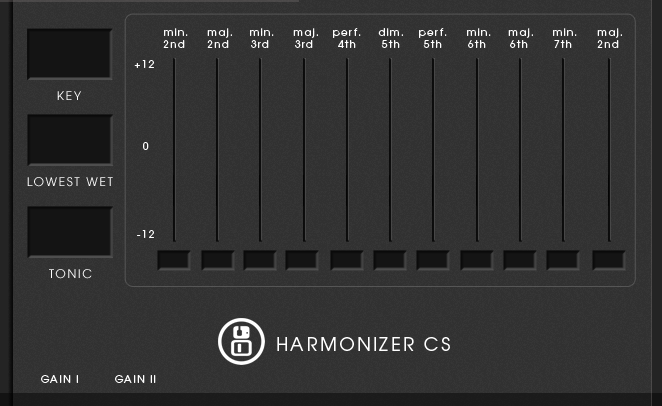 min. maj. min. maj. perf. dim. perf. min. maj. min. maj.
2nd 2nd 3rd 3rd 4th 5th 5th 6th 6th 7th 2nd
+12
KEY
0
LOWEST WET
-12
TONIC
HARMONIZER CS
GAIN I GAIN II